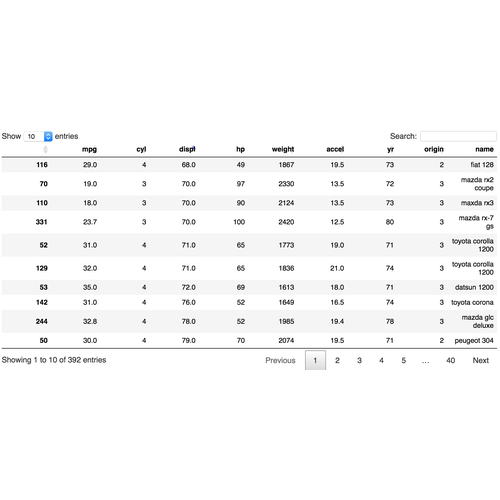 Show 10 entries Search:
mpg cyl displ hp weight accel yr origin name
116 29.0 4 68.0 49 1867 19.5 73 2 fiat 128
70 19.0 3 70.0 97 2330 13.5 72 3 mazda rx2
coupe
110 18.0 3 70.0 90 2124 13.5 73 3 maxda rx3
331 23.7 3 70.0 100 2420 12.5 80 3 mazda rx-7
gs
52 31.0 4 71.0 65 1773 19.0 71 3 toyota corolla
1200
129 32.0 4 71.0 65 1836 21.0 74 3 toyota corolla
1200
53 35.0 4 72.0 69 1613 18.0 71 3 datsun 1200
142 31.0 4 76.0 52 1649 16.5 74 3 toyota corona
244 32.8 4 78.0 52 1985 19.4 78 3 mazda glc
deluxe
50 30.0 4 79.0 70 2074 19.5 71 2 peugeot 304
Showing 1 to 10 of 392 entries Previous 1 2 3 4 5 … 40 Next